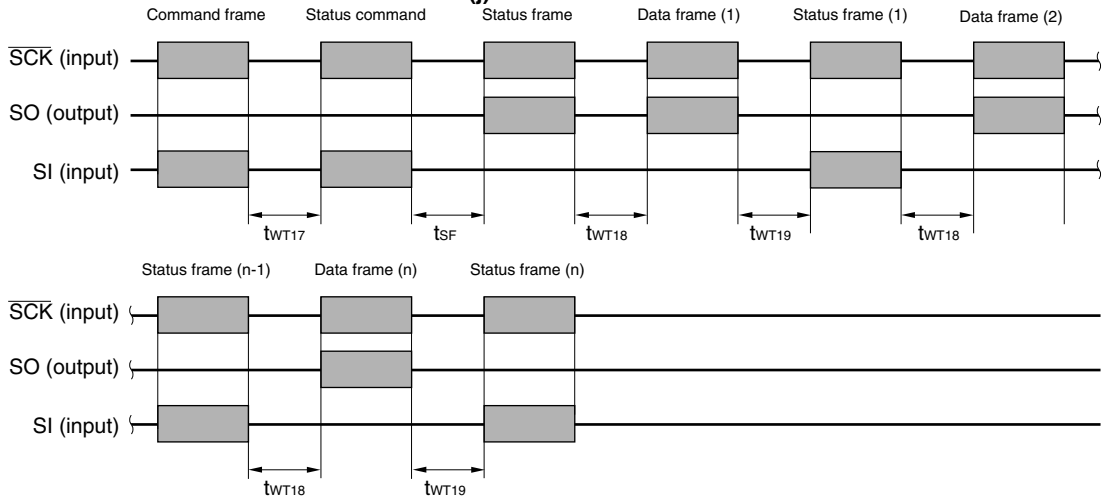 Command frame Status command Status frame Data frame (1) Status frame (1) Data frame (2)
SCK (input)
SO (output)
SI (input)
tWT17 tSF tWT18 tWT19 tWT18
Status frame (n-1) Data frame (n) Status frame (n)
SCK (input)
SO (output)
SI (input)
tWT18 tWT19